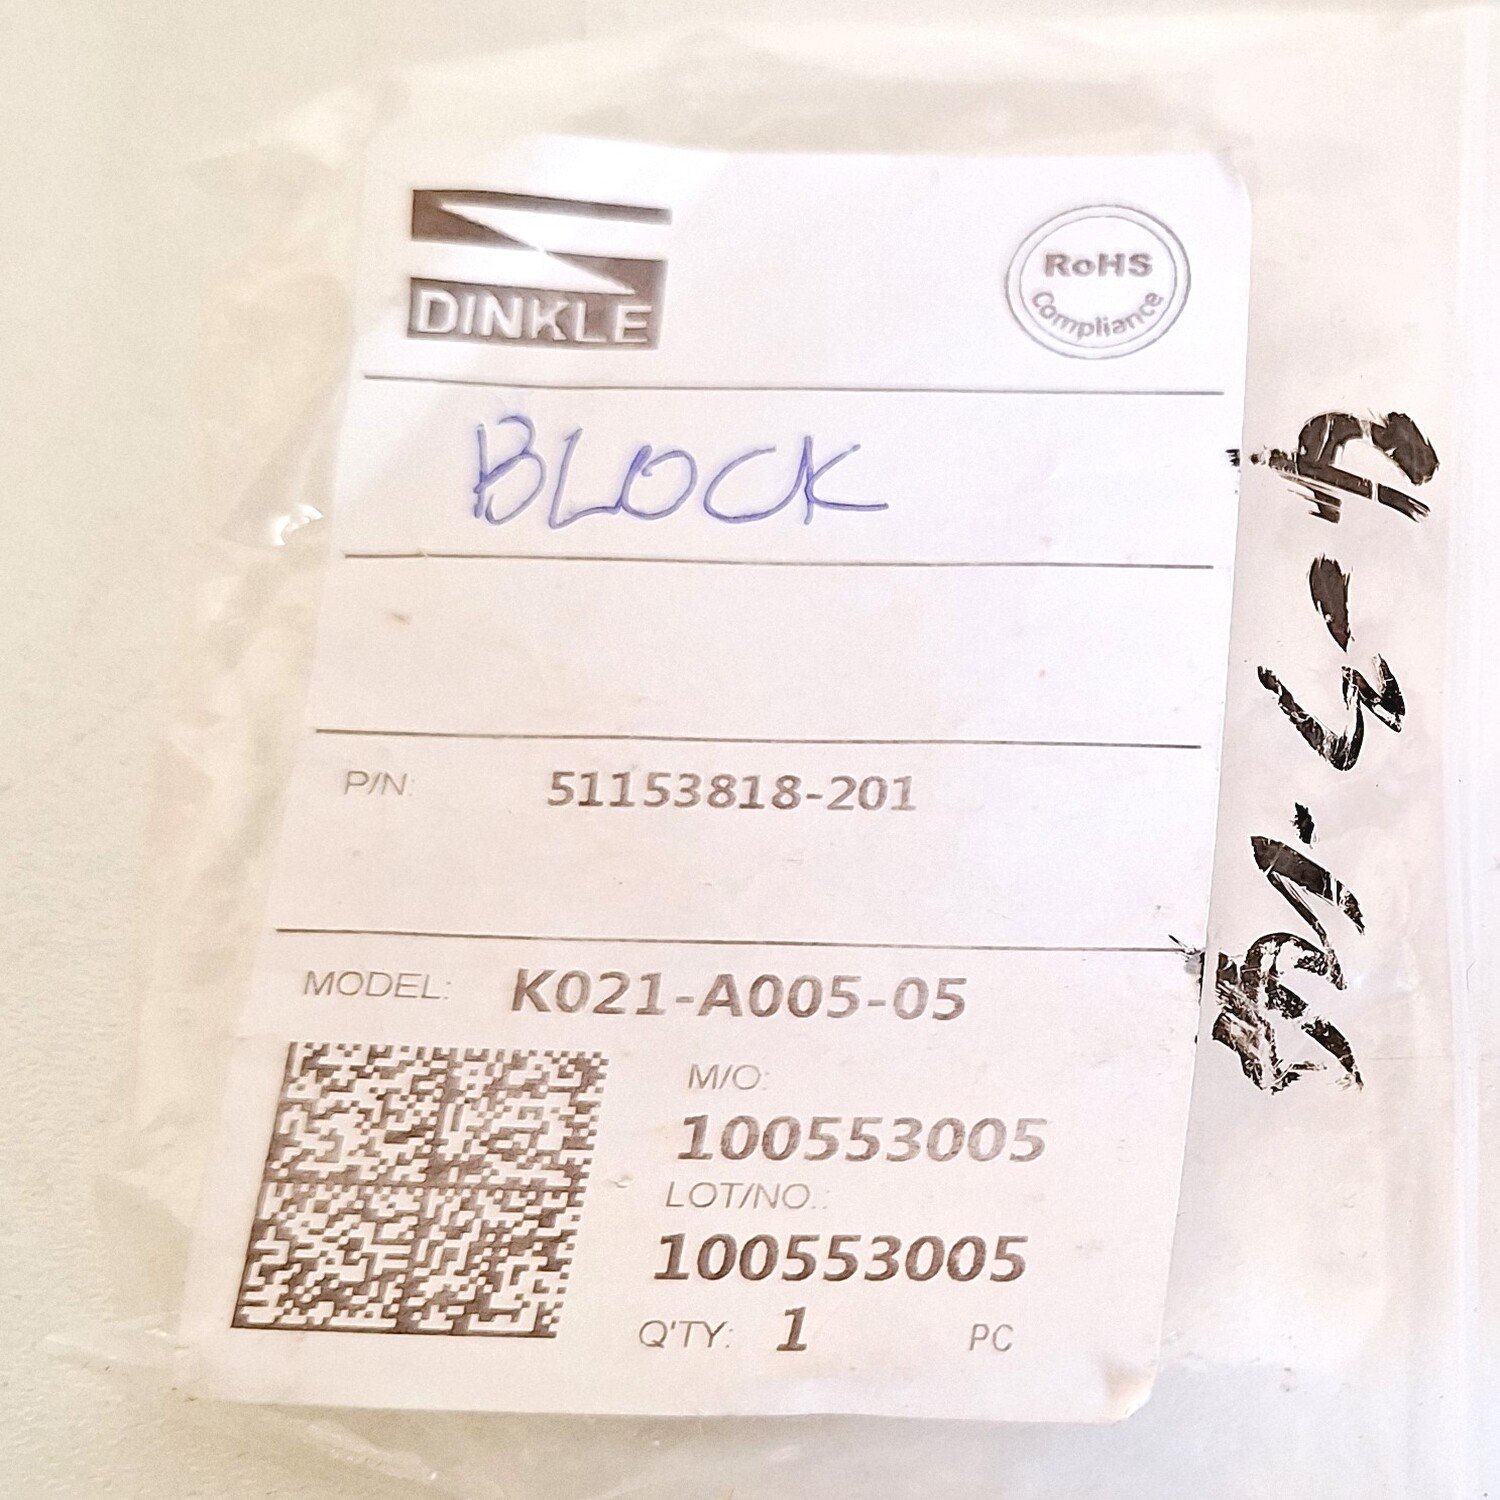 DINKLE
RoHS
Compliance
BLOCK
P/N: 51153818-201
MODEL: K021-A005-05
M/O:
100553005
LOT/NO.:
100553005
Q'TY: 1 PC